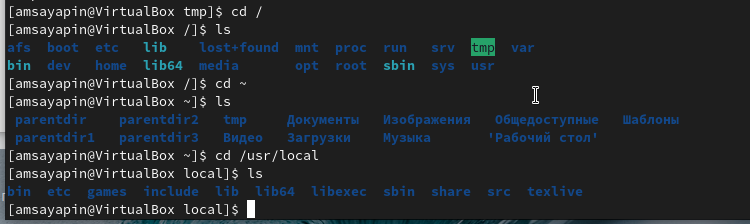 [amsayapin@VirtualBox tmp]$ cd /
[amsayapin@VirtualBox /]$ ls
afs boot etc lib lost+found mnt proc run srv tmp var
bin dev home lib64 media opt root sbin sys usr
[amsayapin@VirtualBox /]$ cd ~
[amsayapin@VirtualBox ~]$ ls
parentdir parentdir2 tmp Документы Изображения Общедоступные Шаблоны
parentdir1 parentdir3 Видео Загрузки Музыка 'Рабочий стол'
[amsayapin@VirtualBox ~]$ cd /usr/local
[amsayapin@VirtualBox local]$ ls
bin etc games include lib lib64 libexec sbin share src texlive
[amsayapin@VirtualBox local]$